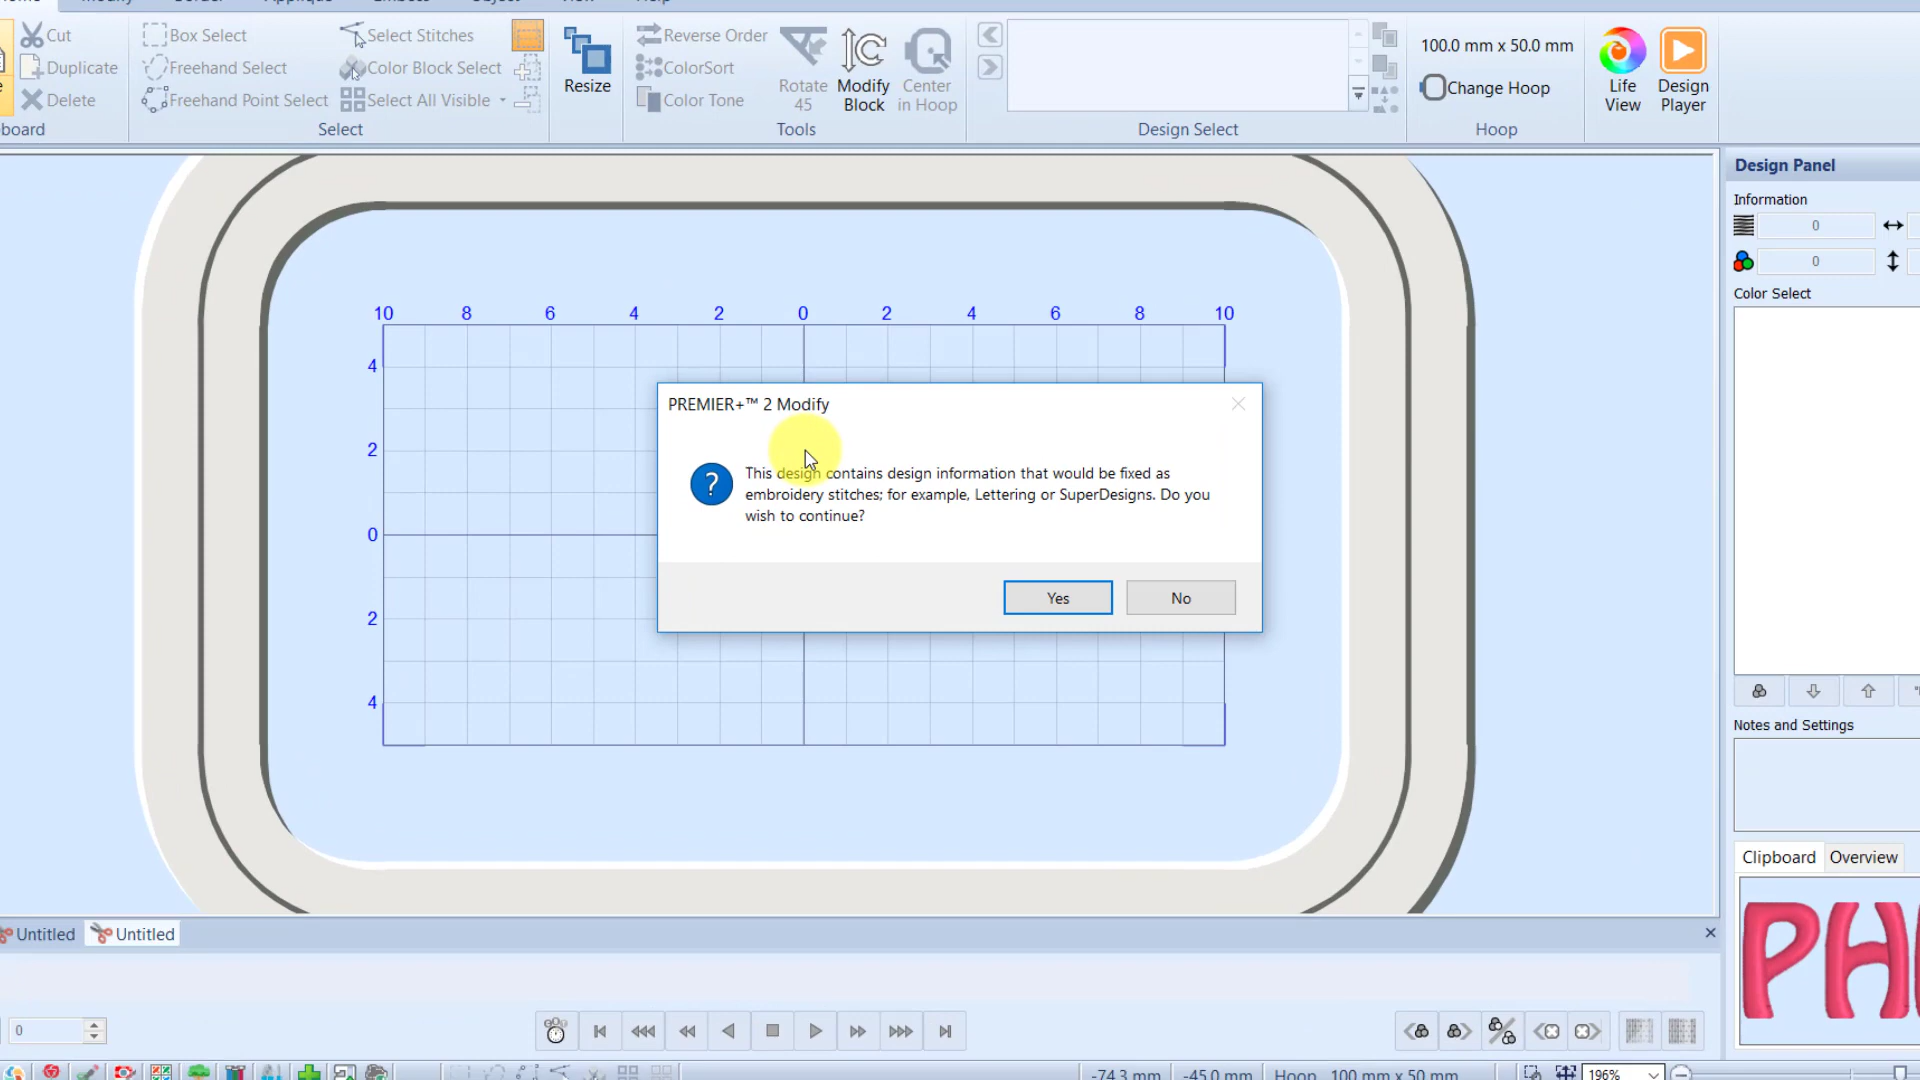 Cut
Duplicate
Delete
Box Select
Freehand Select
Freehand Point Select
Select Stitches
Color Block Select
Select All Visible
Select
Resize
Reverse Order
ColorSort
Color Tone
Rotate
45
Modify
Block
Center
in Hoop
Tools
Design Select
100.0 mm x 50.0 mm
Change Hoop
Hoop
Life
View
Design
Player
10 8 6 4 2 0 2 4 6 8 10
4
2
0
2
4
PREMIER+™ 2 Modify
This design contains design information that would be fixed as
embroidery stitches; for example, Lettering or SuperDesigns. Do you
wish to continue?
Yes
No
Design Panel
Information
0
0
Color Select
Notes and Settings
Clipboard
Overview
PH
Untitled
Untitled
0
-74.3 mm
-45.0 mm
Hoop
100 mm x 50 mm
196%